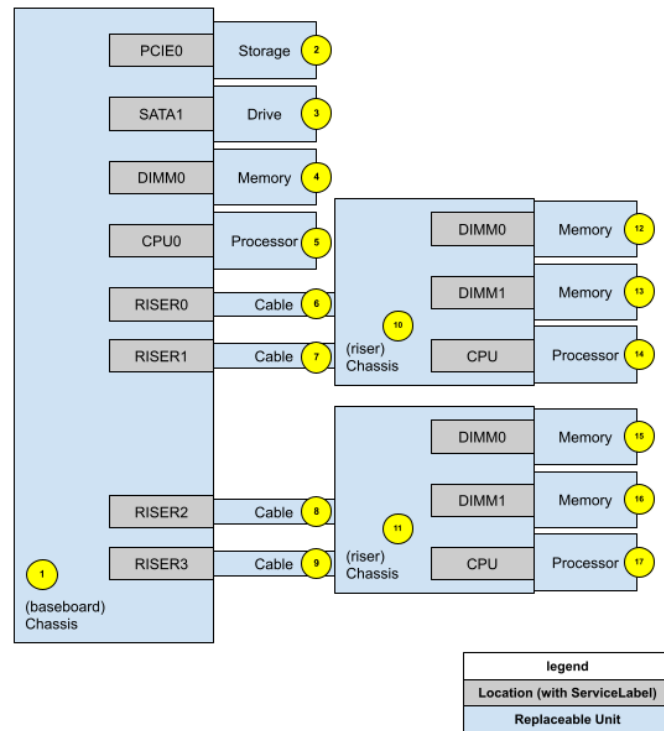 PCIE0 Storage 2
SATA1 Drive 3
DIMM0 Memory 4
CPU0 Processor 5
RISER0 Cable 6
RISER1 Cable 7
DIMM0 Memory 12
DIMM1 Memory 13
10
(riser)
Chassis
CPU Processor 14
RISER2 Cable 8
RISER3 Cable 9
DIMM0 Memory 15
DIMM1 Memory 16
11
(riser)
Chassis
CPU Processor 17
1
(baseboard)
Chassis
legend
Location (with ServiceLabel)
Replaceable Unit